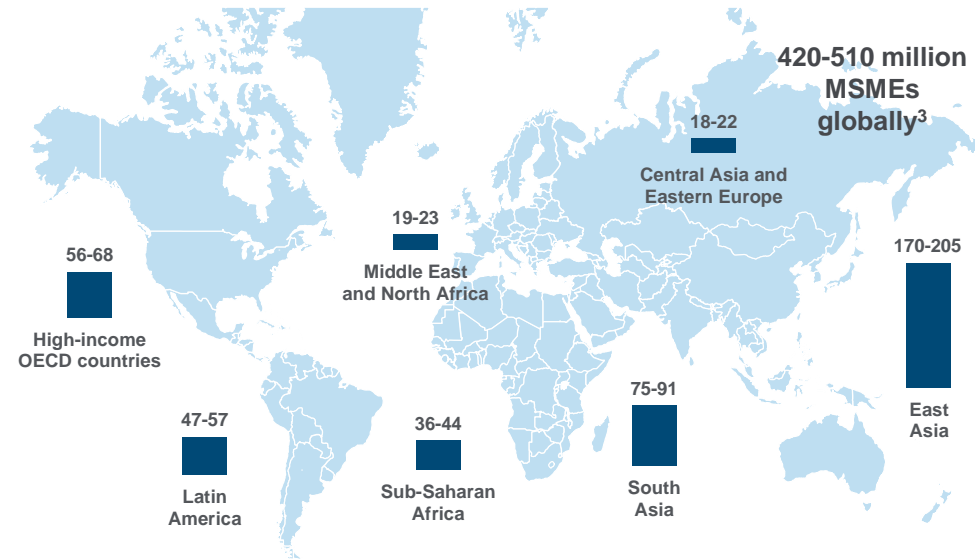 420-510 million
MSMEs
globally³
18-22
Central Asia and
Eastern Europe
19-23
Middle East
and North Africa
56-68
High-income
OECD countries
170-205
East
Asia
47-57
Latin
America
36-44
Sub-Saharan
Africa
75-91
South
Asia